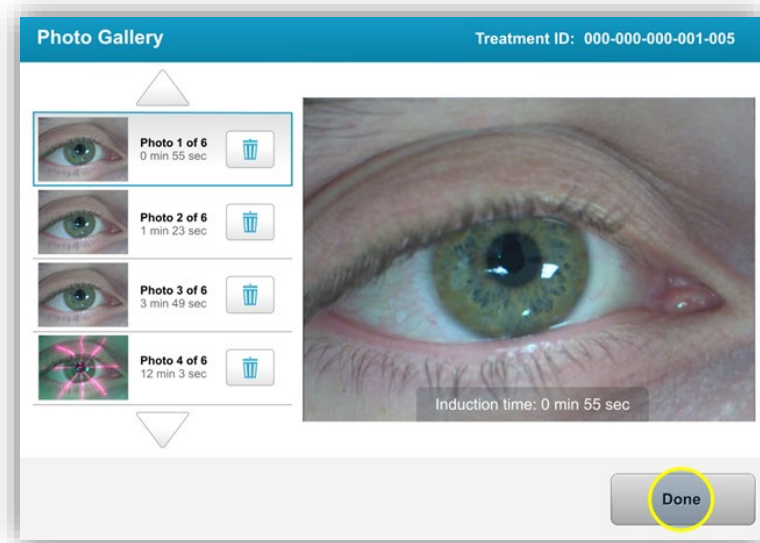 Photo Gallery
Treatment ID: 000-000-000-001-005
Photo 1 of 6
0 min 55 sec
Photo 2 of 6
1 min 23 sec
Photo 3 of 6
3 min 49 sec
Photo 4 of 6
12 min 3 sec
Induction time: 0 min 55 sec
Done